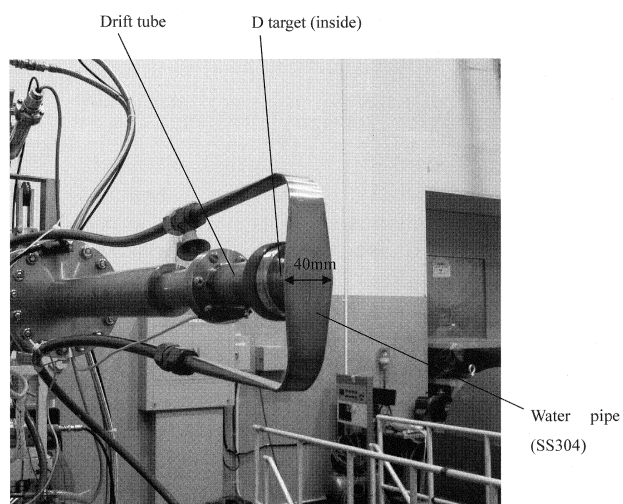 Drift tube
D target (inside)
40mm
Water pipe
(SS304)